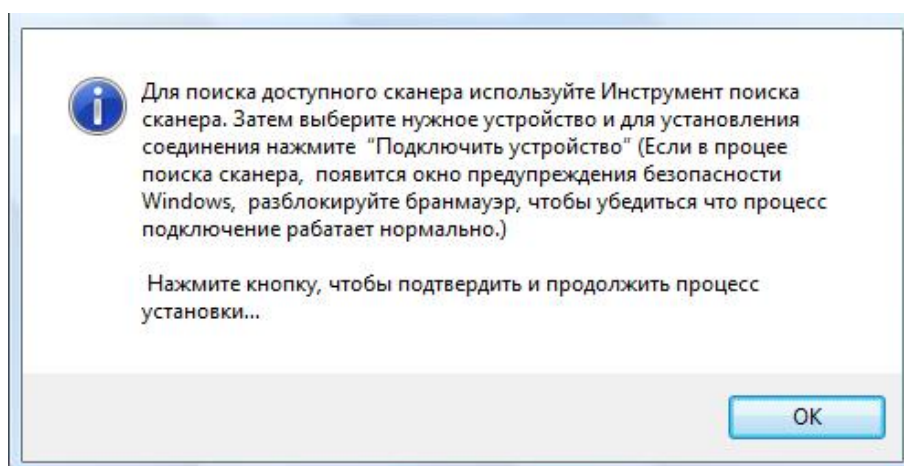 Для поиска доступного сканера используйте Инструмент поиска
сканера. Затем выберите нужное устройство и для установления
соединения нажмите “Подключить устройство” (Если в процее
поиска сканера, появится окно предупреждения безопасности
Windows, разблокируйте бранмауэр, чтобы убедиться что процесс
подключение рабатает нормально.)
Нажмите кнопку, чтобы подтвердить и продолжить процесс
установки...
OK